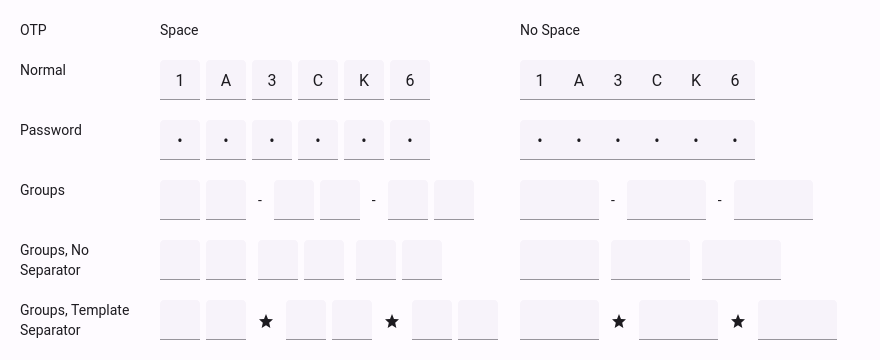 OTP Space No Space
Normal 1 A 3 C K 6 1 A 3 C K 6
Password • • • • • • • • • • • •
Groups - - - -
Groups, No
Separator
Groups, Template
Separator ★ ★ ★ ★